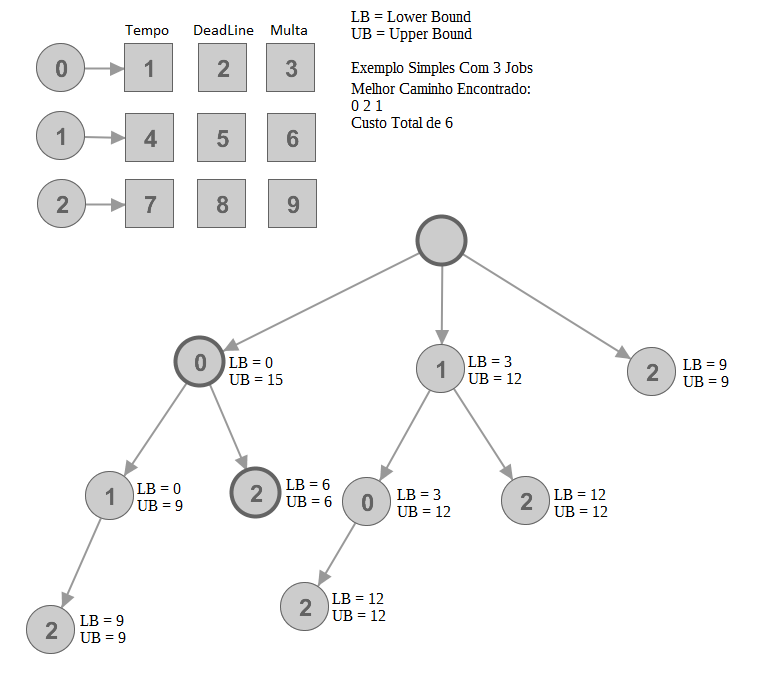 Tempo DeadLine Multa
0 1 2 3
1 4 5 6
2 7 8 9
LB = Lower Bound
UB = Upper Bound
Exemplo Simples Com 3 Jobs
Melhor Caminho Encontrado:
0 2 1
Custo Total de 6
0
LB = 0
UB = 15
1
LB = 3
UB = 12
2
LB = 9
UB = 9
1
LB = 0
UB = 9
2
LB = 6
UB = 6
0
LB = 3
UB = 12
2
LB = 12
UB = 12
2
LB = 9
UB = 9
2
LB = 12
UB = 12